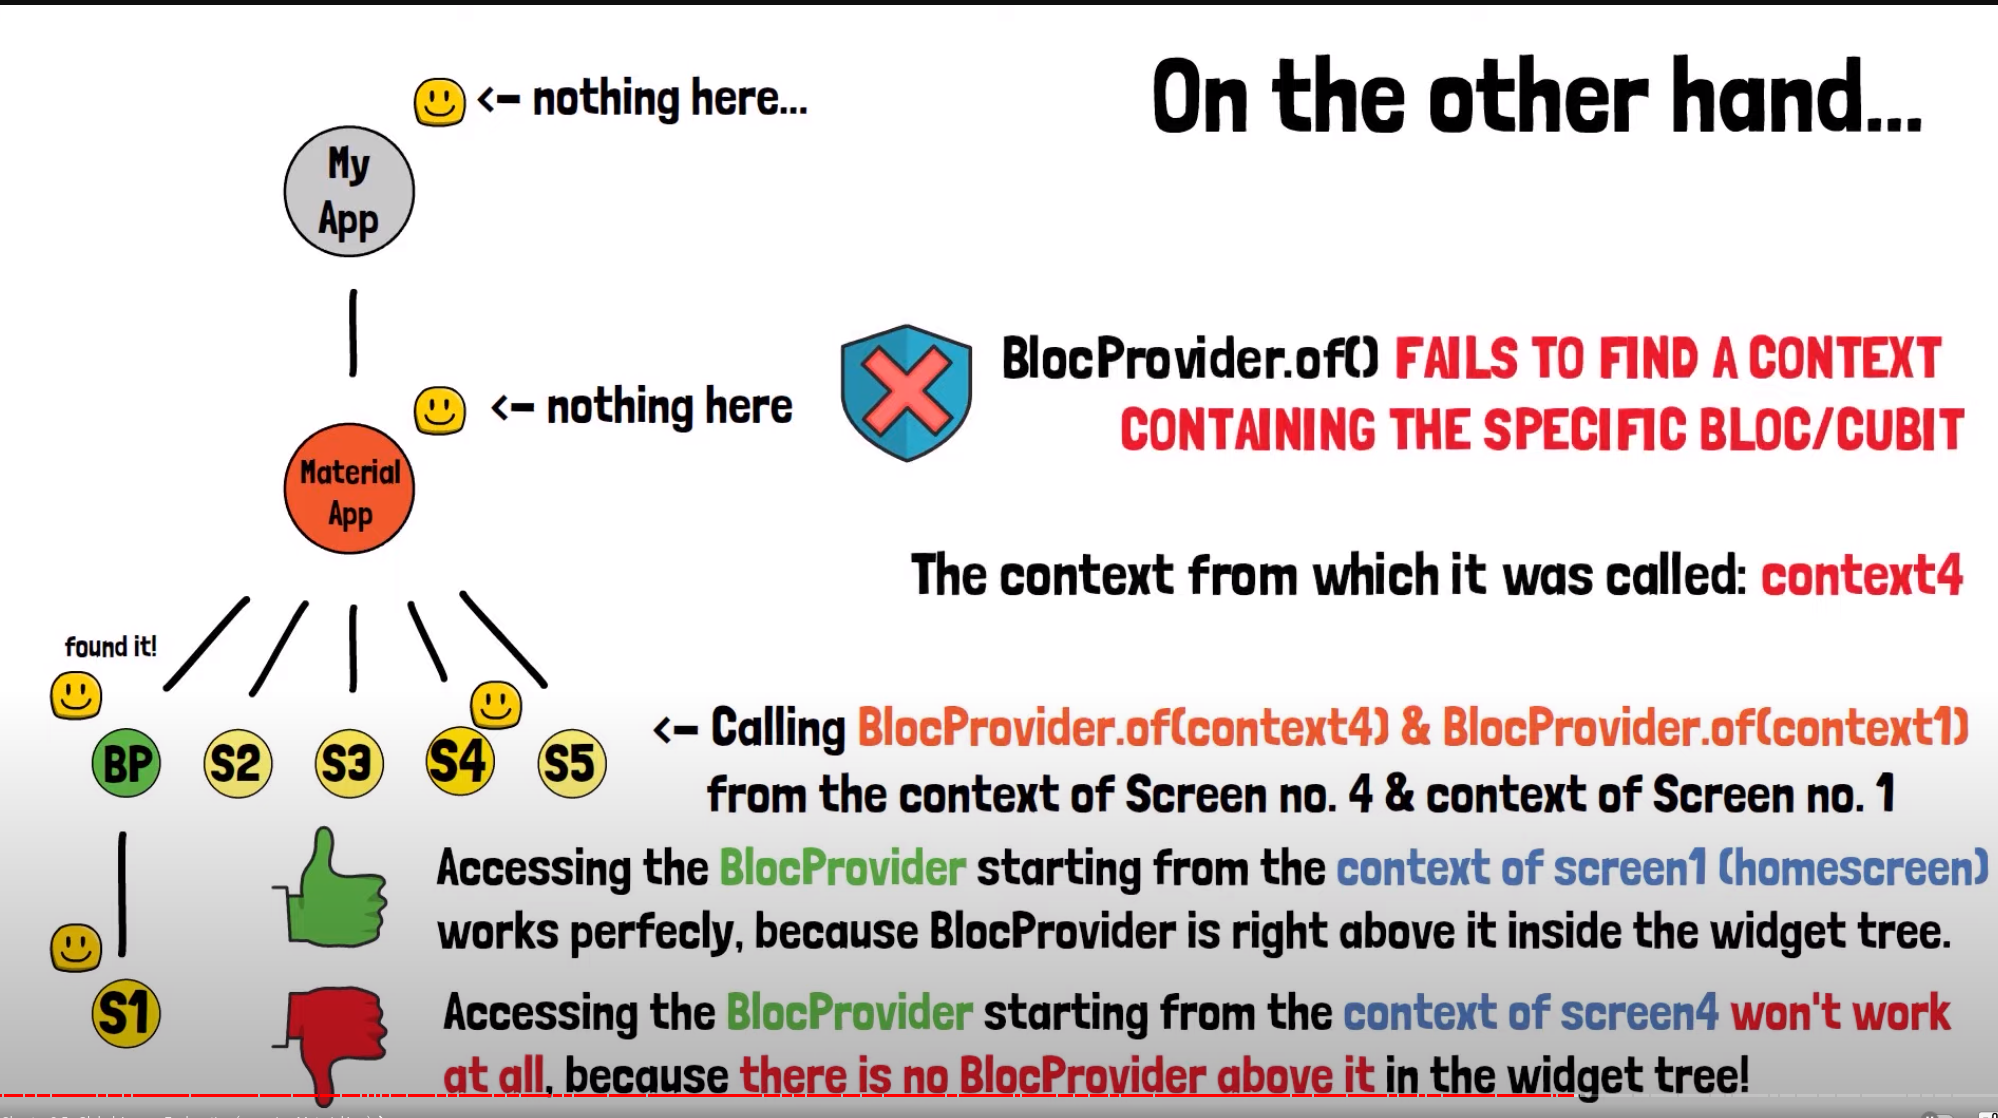 On the other hand...
<- nothing here...
My
App
<- nothing here
Material
App
BlocProvider.of() FAILS TO FIND A CONTEXT
CONTAINING THE SPECIFIC BLOC/CUBIT
The context from which it was called: context4
found it!
BP S2 S3 S4 S5
<- Calling BlocProvider.of(context4) & BlocProvider.of(context1)
from the context of Screen no. 4 & context of Screen no. 1
Accessing the BlocProvider starting from the context of screen1 (homescreen)
works perfecly, because BlocProvider is right above it inside the widget tree.
S1
Accessing the BlocProvider starting from the context of screen4 won't work
at all, because there is no BlocProvider above it in the widget tree!